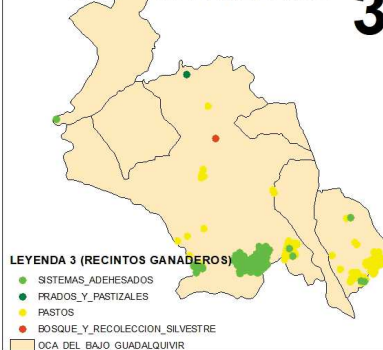 3
LEYENDA 3 (RECINTOS GANADEROS)
SISTEMAS_ADEHESADOS
PRADOS_Y_PASTIZALES
PASTOS
BOSQUE_Y_RECOLECCION_SILVESTRE
OCA DEL BAJO GUADALQUIVIR